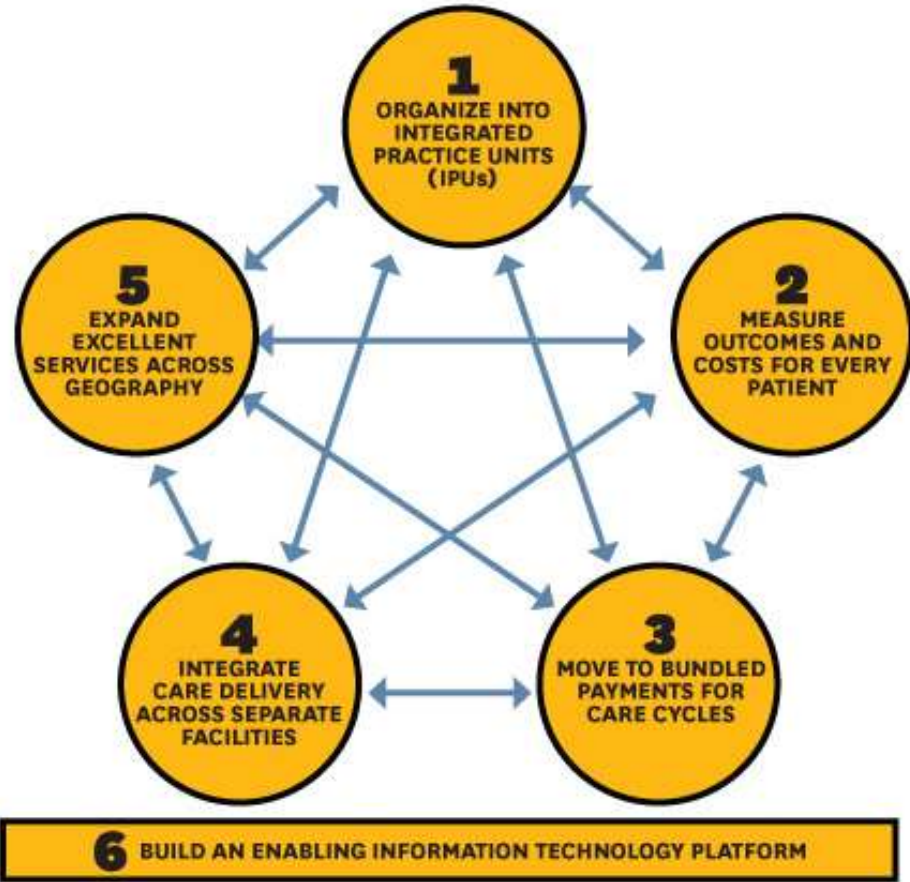 1
ORGANIZE INTO
INTEGRATED
PRACTICE UNITS
(IPUs)
2
MEASURE
OUTCOMES AND
COSTS FOR EVERY
PATIENT
3
MOVE TO BUNDLED
PAYMENTS FOR
CARE CYCLES
4
INTEGRATE
CARE DELIVERY
ACROSS SEPARATE
FACILITIES
5
EXPAND
EXCELLENT
SERVICES ACROSS
GEOGRAPHY
6 BUILD AN ENABLING INFORMATION TECHNOLOGY PLATFORM